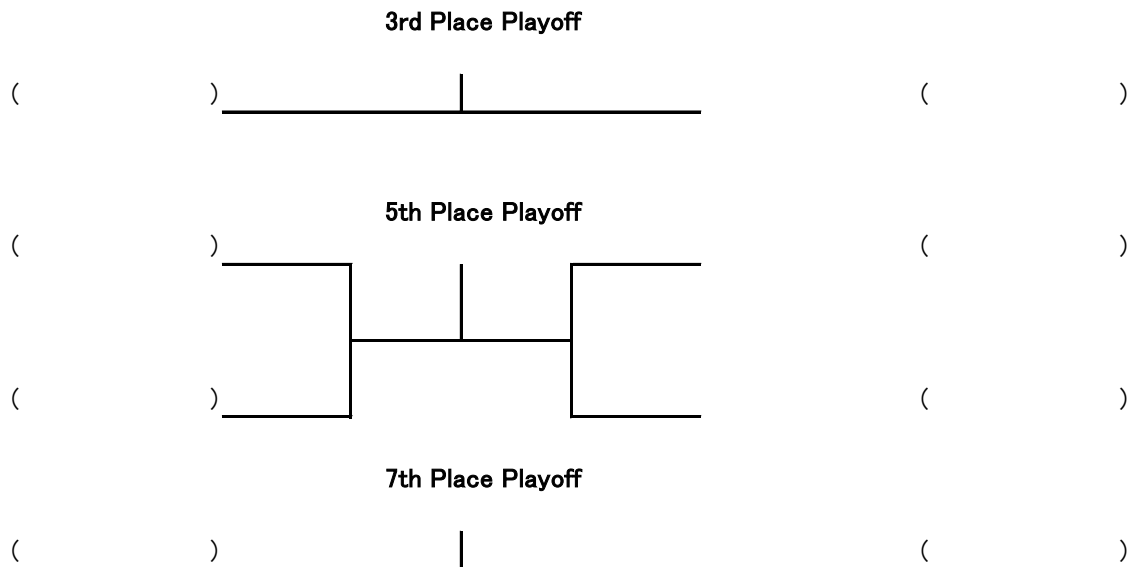 3rd Place Playoff
( ) ( )
5th Place Playoff
( ) ( )
( ) ( )
7th Place Playoff
( ) ( )